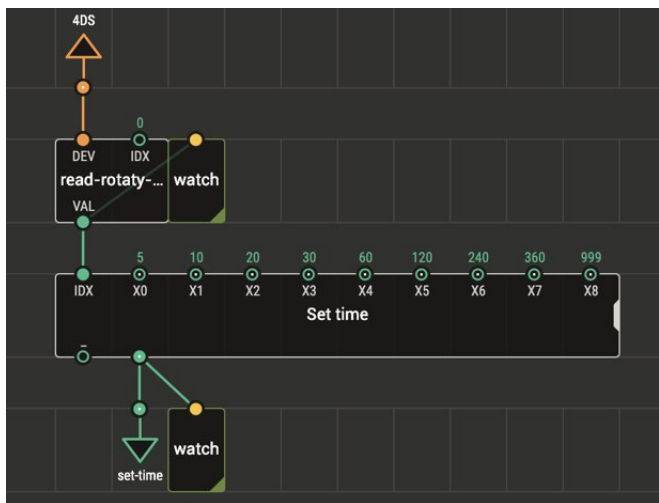 4DS
0
DEV IDX
read-rotaty-... watch
VAL
5 10 20 30 60 120 240 360 999
IDX X0 X1 X2 X3 X4 X5 X6 X7 X8
Set time
_
watch
set-time